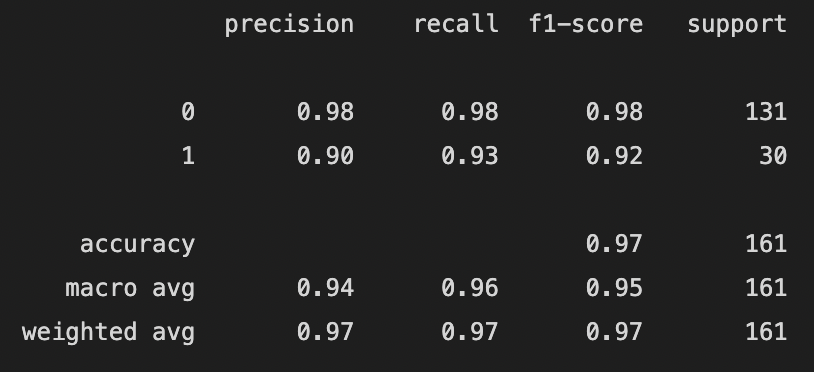 precision recall f1-score support
0 0.98 0.98 0.98 131
1 0.90 0.93 0.92 30
accuracy 0.97 161
macro avg 0.94 0.96 0.95 161
weighted avg 0.97 0.97 0.97 161